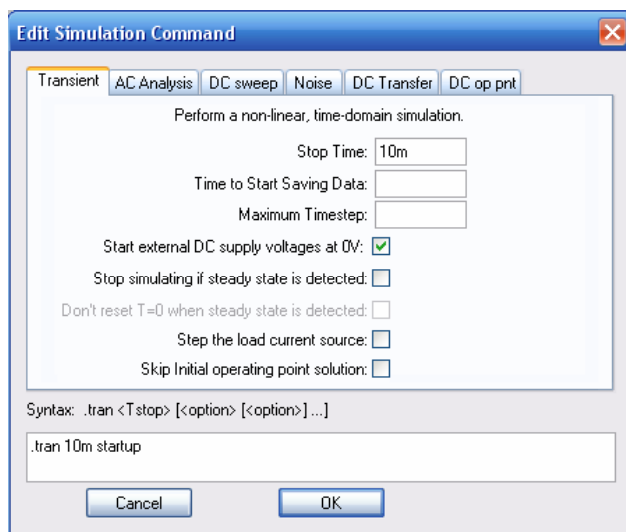 Edit Simulation Command
Transient AC Analysis DC sweep Noise DC Transfer DC op pnt
Perform a non-linear, time-domain simulation.
Stop Time: 10m
Time to Start Saving Data:
Maximum Timestep:
Start external DC supply voltages at 0V:
Stop simulating if steady state is detected:
Don't reset T=0 when steady state is detected:
Step the load current source:
Skip Initial operating point solution:
Syntax: .tran <Tstop> [<option> [<option>] ...]
.tran 10m startup
Cancel OK